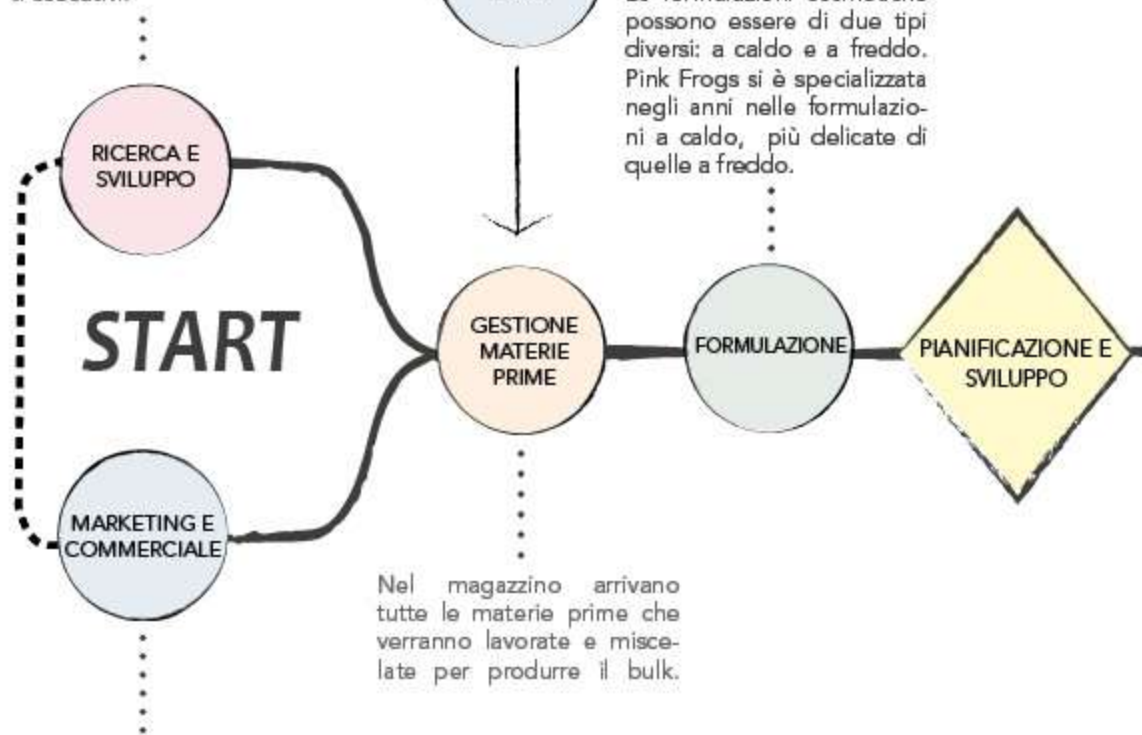 possono essere di due tipi
diversi: a caldo e a freddo.
Pink Frogs si è specializzata
negli anni nelle formulazio-
ni a caldo, più delicate di
quelle a freddo.
RICERCA E
SVILUPPO
START
GESTIONE
MATERIE
PRIME
FORMULAZIONE
PIANIFICAZIONE E
SVILUPPO
MARKETING E
COMMERCIALE
Nel magazzino arrivano
tutte le materie prime che
verranno lavorate e misce-
late per produrre il bulk.